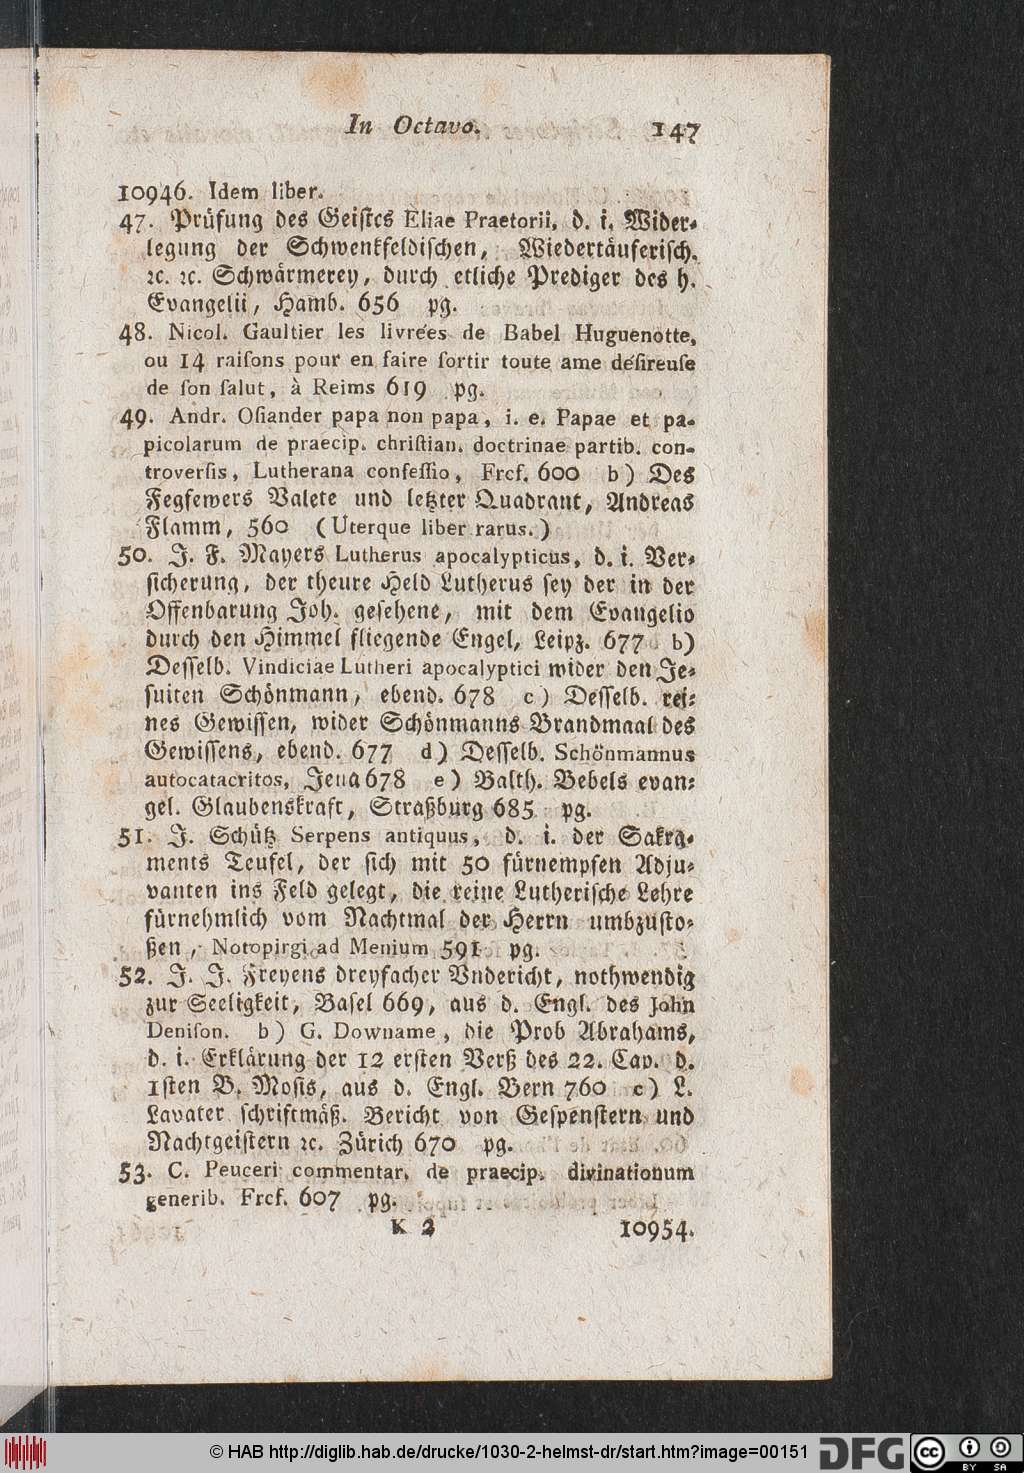 In Octavo. 147
10946. Idem liber.
47. Prüfung des Geistes Eliae Praetorii, d. i. Wider-
legung der Schwenkfeldischen, Wiedertäuferisch.
ꝛc. ꝛc. Schwärmerey, durch etliche Prediger des h.
Evangelii, Hamb. 656 pg.
48. Nicol. Gaultier les livrées de Babel Huguenotte,
ou 14 raiſons pour en faire ſortir toute ame déſireuſe
de ſon ſalut, à Reims 619 pg.
49. Andr. Oſiander papa non papa, i. e. Papae et pa-
picolarum de praecip. chriſtian. doctrinae partib. con-
troverſis, Lutherana confeſſio, Frcf. 600 b) Des
Fegfewers Valete und letzter Quadrant, Andreas
Flamm, 560 (Uterque liber rarus.)
50. J. F. Mayers Lutherus apocalypticus, d. i. Ver-
sicherung, der theure Held Lutherus sey der in der
Offenbarung Joh. gesehene, mit dem Evangelio
durch den Himmel fliegende Engel, Leipz. 677 b)
Desselb. Vindiciae Lutheri apocalyptici wider den Je-
suiten Schönmann, ebend. 678 c) Desselb. rei-
nes Gewissen, wider Schönmanns Brandmaal des
Gewissens, ebend. 677 d) Desselb. Schönmannus
autocatacritos, Jena 678 e) Balth. Bebels evan-
gel. Glaubenskraft, Straßburg 685 pg.
51. J. Schütz Serpens antiquus, d. i. der Sakra-
ments Teufel, der sich mit 50 fürnempsen Adju-
vanten ins Feld gelegt, die reine Lutherische Lehre
fürnehmlich vom Nachtmal der Herrn umbzusto-
ßen, Notopirgi ad Menium 591 pg.
52. J. J. Freyens dreyfacher Vndericht, nothwendig
zur Seeligkeit, Basel 669, aus d. Engl. des John
Deniſon. b) G. Downame, die Prob Abrahams,
d. i. Erklärung der 12 ersten Verß des 22. Cap. d.
1sten B. Mosis, aus d. Engl. Bern 760 c) L.
Lavater schriftmäß. Bericht von Gespenstern und
Nachtgeistern ꝛc. Zürich 670 pg.
53. C. Peuceri commentar. de praecip. divinationum
generib. Frcf. 607 pg.
K 2 10954.
© HAB http://diglib.hab.de/drucke/1030-2-helmst-dr/start.htm?image=00151 DFG cc BY SA